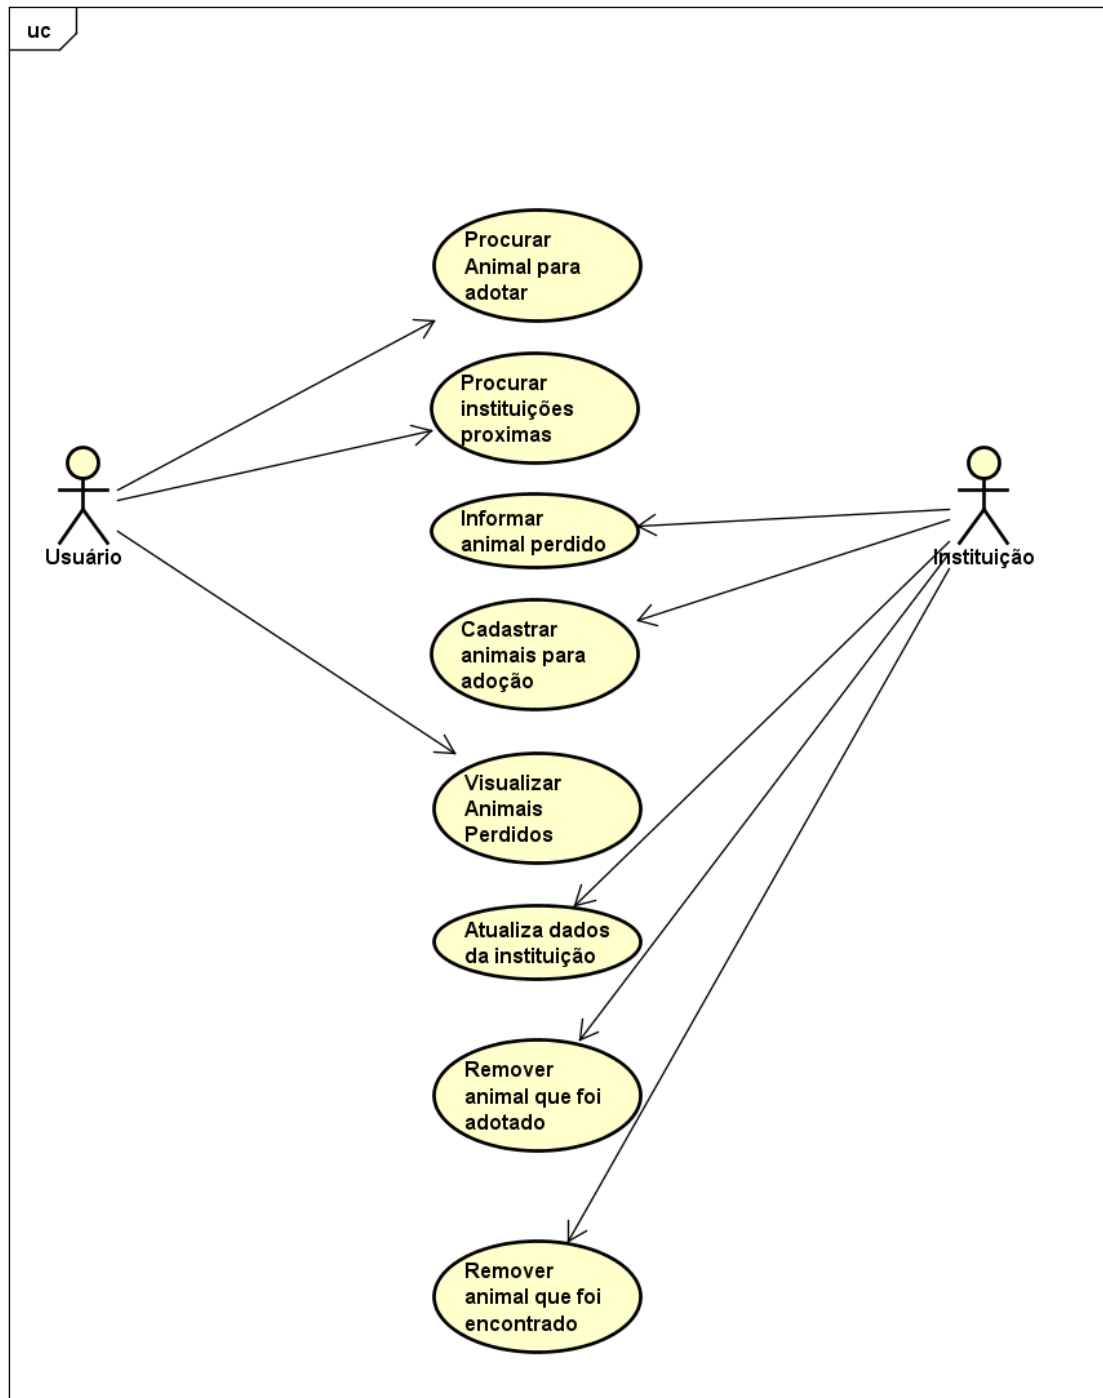 uc
Procurar
Animal para
adotar
Procurar
instituições
proximas
Usuário
Informar
animal perdido
Instituição
Cadastrar
animais para
adoção
Visualizar
Animais
Perdidos
Atualiza dados
da instituição
Remover
animal que foi
adotado
Remover
animal que foi
encontrado